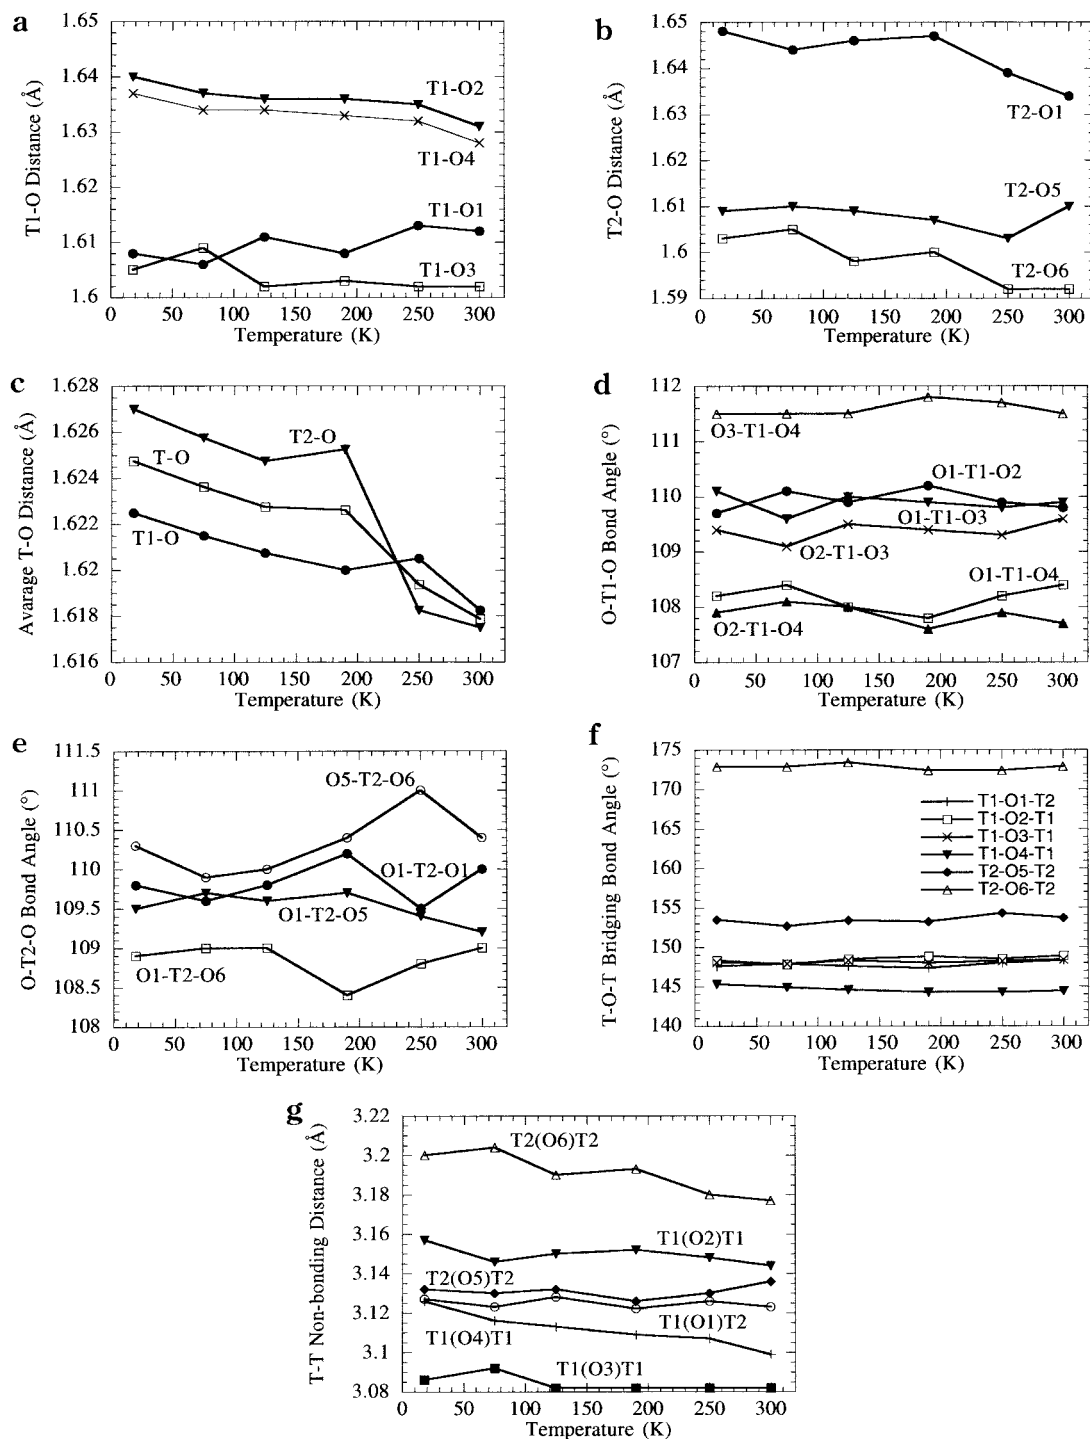 a
T1-O Distance (Å)
1.65
1.64
1.63
1.62
1.61
1.6
T1-O2
T1-O4
T1-O1
T1-O3
0 50 100 150 200 250 300
Temperature (K)
b
T2-O Distance (Å)
1.65
1.64
1.63
1.62
1.61
1.6
1.59
T2-O1
T2-O5
T2-O6
0 50 100 150 200 250 300
Temperature (K)
c
Avarage T-O Distance (Å)
1.628
1.626
1.624
1.622
1.62
1.618
1.616
T2-O
T-O
T1-O
0 50 100 150 200 250 300
Temperature (K)
d
O-T1-O Bond Angle (°)
112
111
110
109
108
107
O3-T1-O4
O1-T1-O2
O1-T1-O3
O2-T1-O3
O1-T1-O4
O2-T1-O4
0 50 100 150 200 250 300
Temperature (K)
e
O-T2-O Bond Angle (°)
111.5
111
110.5
110
109.5
109
108.5
108
O5-T2-O6
O1-T2-O1
O1-T2-O5
O1-T2-O6
0 50 100 150 200 250 300
Temperature (K)
f
T-O-T Bridging Bond Angle (°)
175
170
165
160
155
150
145
140
T1-O1-T2
T1-O2-T1
T1-O3-T1
T1-O4-T1
T2-O5-T2
T2-O6-T2
0 50 100 150 200 250 300
Temperature (K)
g
T-T Non-bonding Distance (Å)
3.22
3.2
3.18
3.16
3.14
3.12
3.1
3.08
T2(O6)T2
T1(O2)T1
T2(O5)T2
T1(O1)T2
T1(O4)T1
T1(O3)T1
0 50 100 150 200 250 300
Temperature (K)